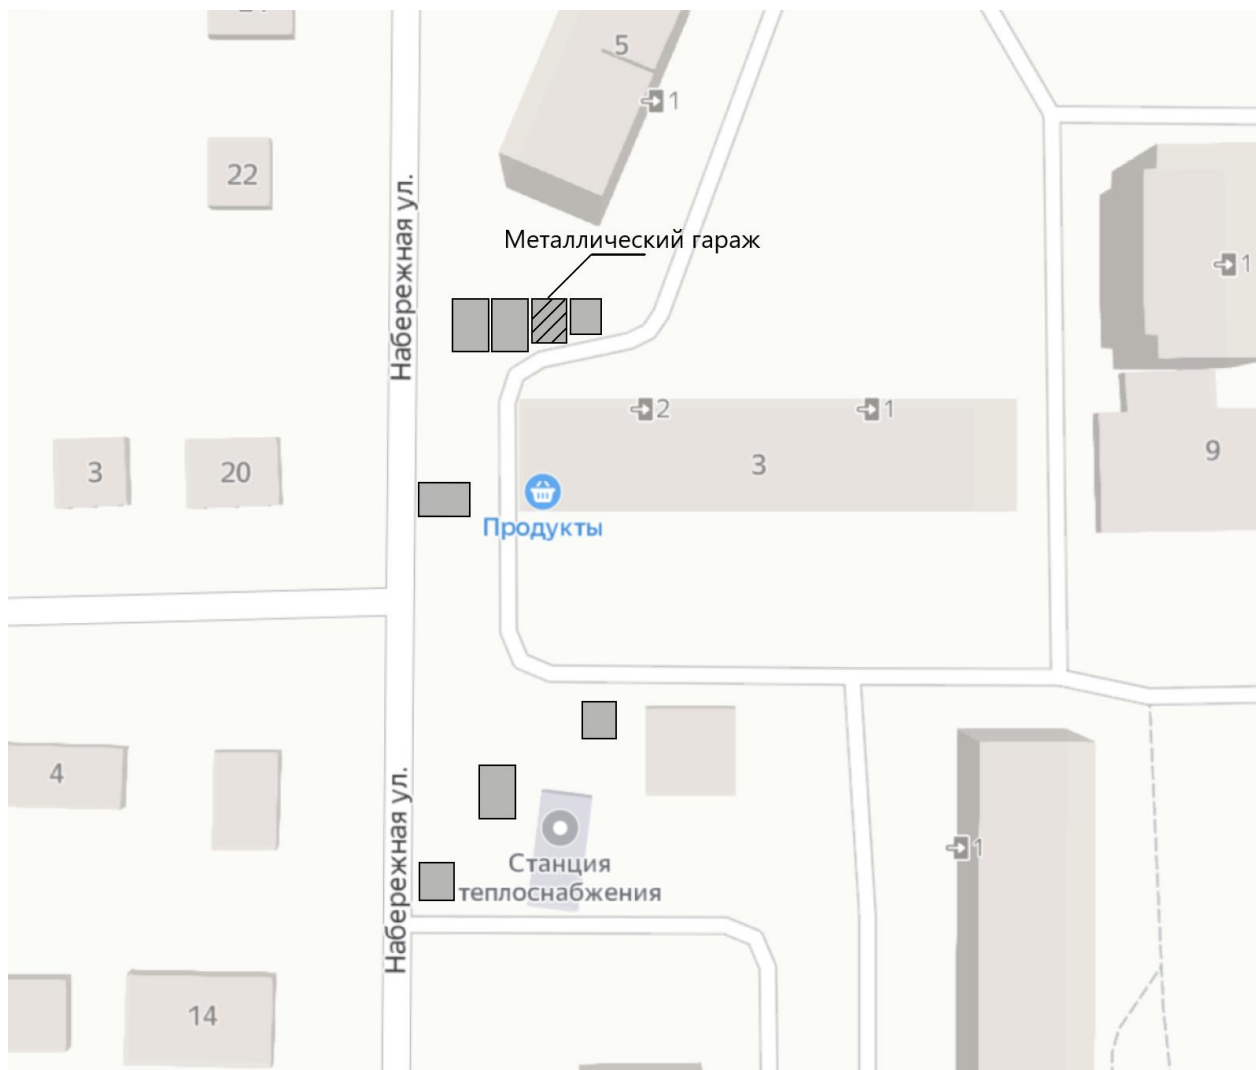 5
1
22
Набережная ул.
Металлический гараж
1
2
1
3
9
3
20
Продукты
4
Набережная ул.
1
Станция
теплоснабжения
14